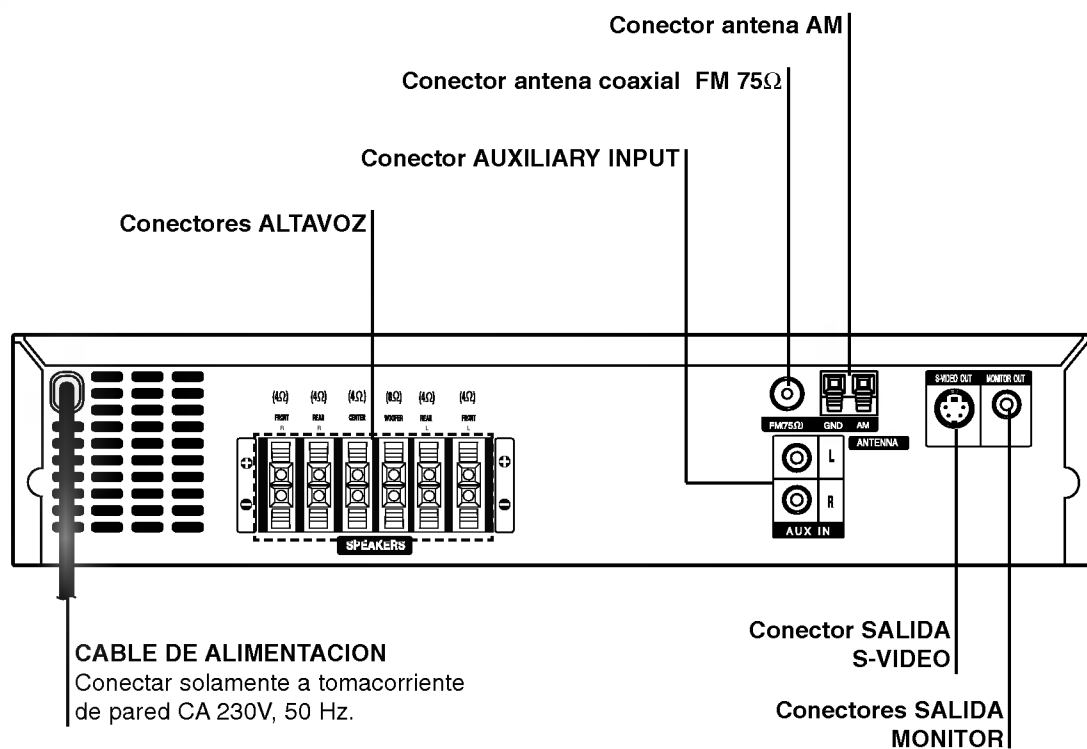 Conector antena AM
Conector antena coaxial FM 75Ω
Conector AUXILIARY INPUT
Conectores ALTAVOZ
(4Ω) (4Ω) (4Ω) (8Ω) (4Ω) (4Ω)
FRONT REAR CENTER WOOFER REAR FRONT
R R L L
SPEAKERS
FM(75Ω) GND AM
ANTENNA
L
R
AUX IN
S-VIDEO OUT MONITOR OUT
CABLE DE ALIMENTACION
Conectar solamente a tomacorriente
de pared CA 230V, 50 Hz.
Conector SALIDA
S-VIDEO
Conectores SALIDA
MONITOR